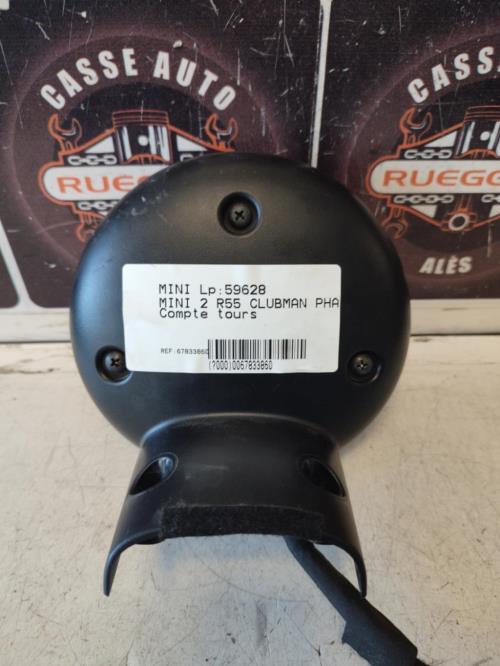 CASSE AUTO
CASSE
RUEGG
RUEGG
ALÈS
MINI Lp:59628
MINI 2 R55 CLUBMAN PHA
Compte tours
REF:67833860
(?000)0067833860